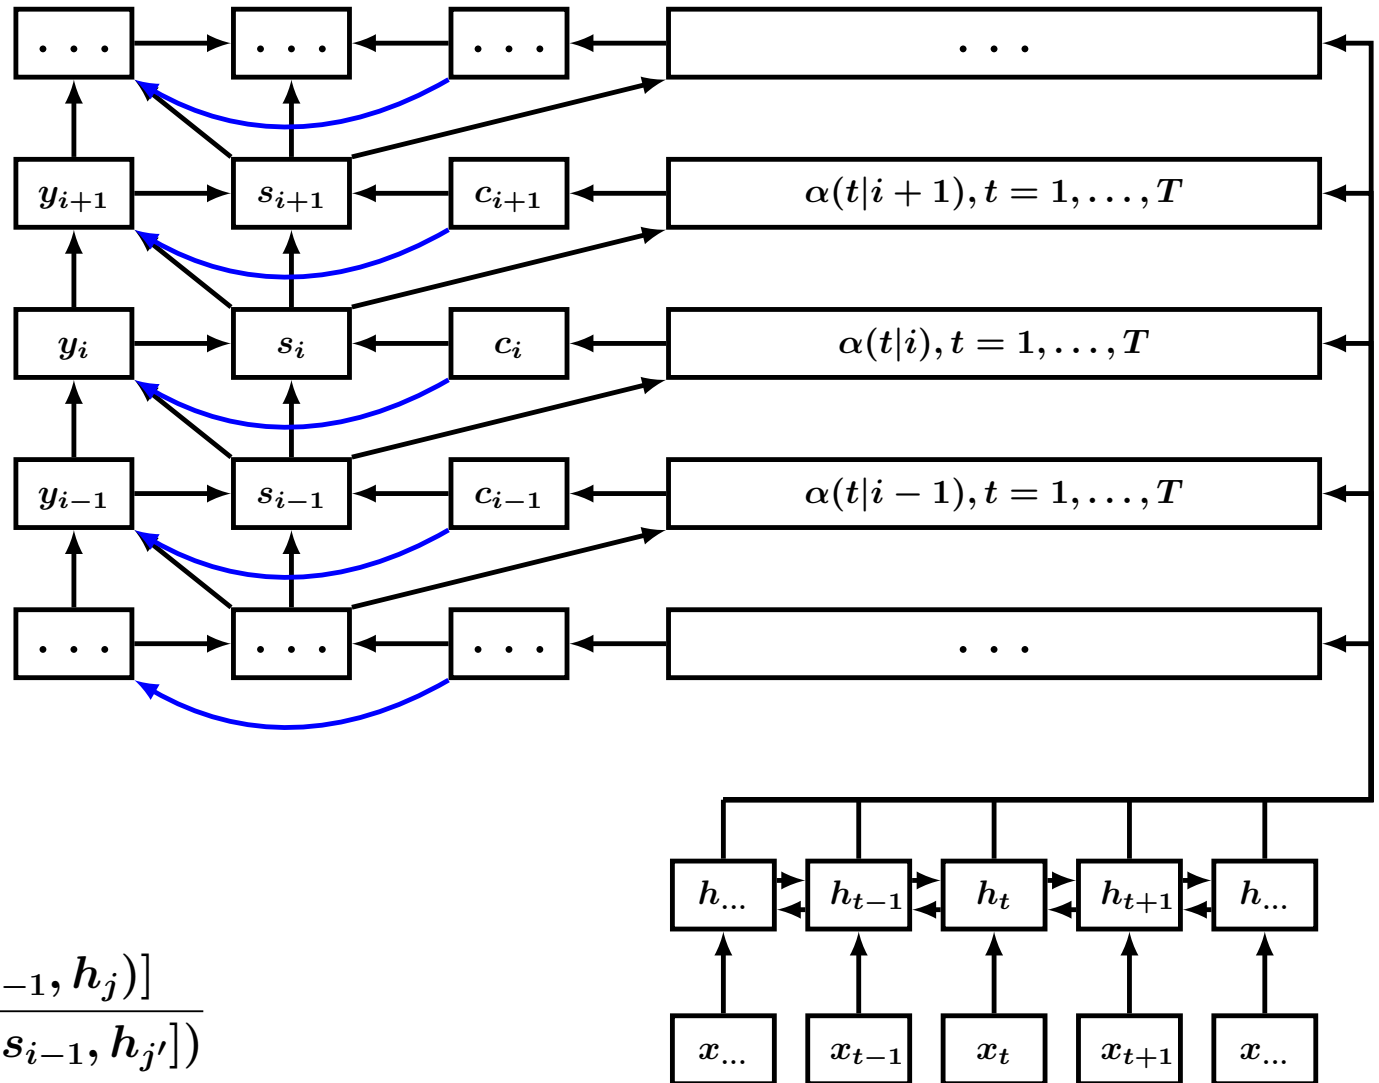 . . . . . . . . . . . .
y_{i+1} s_{i+1} c_{i+1} α(t|i + 1), t = 1, . . . , T
y_i s_i c_i α(t|i), t = 1, . . . , T
y_{i−1} s_{i−1} c_{i−1} α(t|i − 1), t = 1, . . . , T
. . . . . . . . . . . .
h_{...} h_{t−1} h_t h_{t+1} h_{...}
_{−1}, h_j)]
s_{i−1}, h_{j′}])
x_{...} x_{t−1} x_t x_{t+1} x_{...}